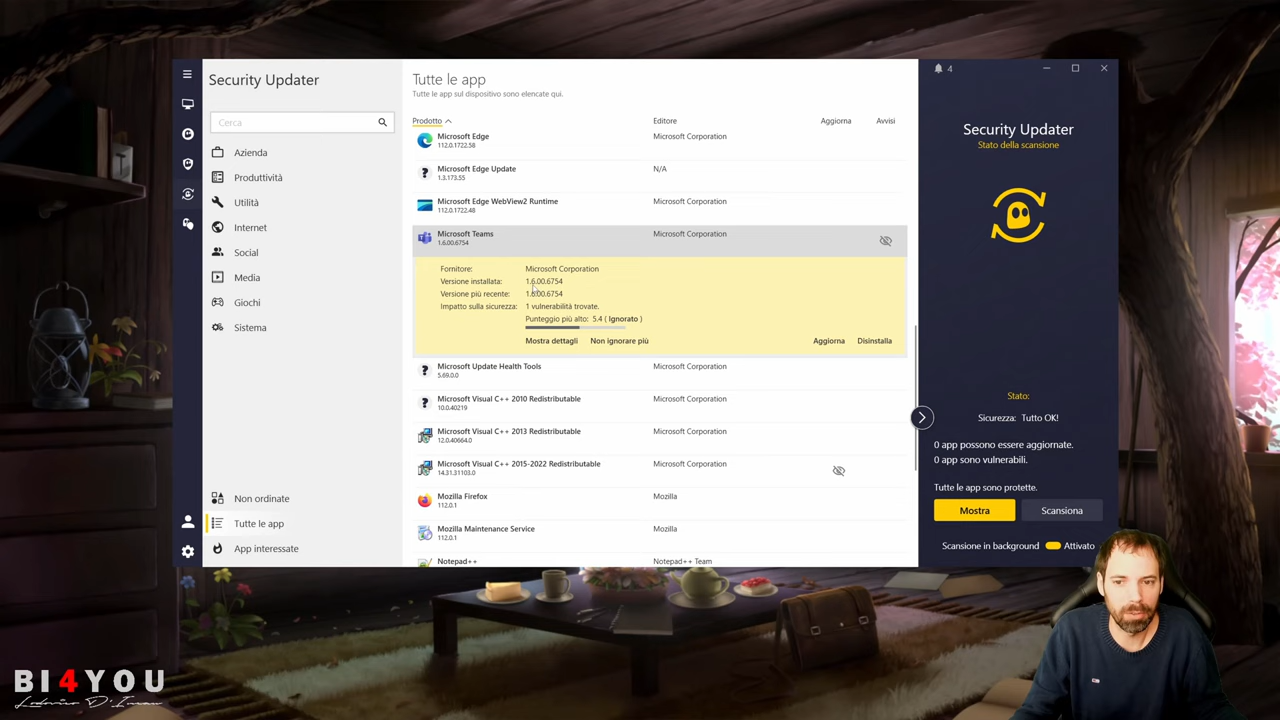 Security Updater
Cerca
Azienda
Produttività
Utilità
Internet
Social
Media
Giochi
Sistema
Non ordinate
Tutte le app
App interessate
Tutte le app
Tutte le app sul dispositivo sono elencate qui.
Prodotto Editore Aggiorna Avvisi
Microsoft Edge Microsoft Corporation
112.0.1722.58
Microsoft Edge Update N/A
1.3.173.55
Microsoft Edge WebView2 Runtime Microsoft Corporation
112.0.1722.48
Microsoft Teams Microsoft Corporation
1.6.00.6754
Fornitore: Microsoft Corporation
Versione installata: 1.6.00.6754
Versione più recente: 1.6.00.6754
Impatto sulla sicurezza: 1 vulnerabilità trovate.
Punteggio più alto: 5.4 ( Ignorato )
Mostra dettagli Non ignorare più Aggiorna Disinstalla
Microsoft Update Health Tools Microsoft Corporation
5.69.0.0
Microsoft Visual C++ 2010 Redistributable Microsoft Corporation
10.0.40219
Microsoft Visual C++ 2013 Redistributable Microsoft Corporation
12.0.40664.0
Microsoft Visual C++ 2015-2022 Redistributable Microsoft Corporation
14.31.31103.0
Mozilla Firefox Mozilla
112.0.1
Mozilla Maintenance Service Mozilla
112.0.1
Notepad++ Notepad++ Team
4
Security Updater
Stato della scansione
Stato:
Sicurezza: Tutto OK!
0 app possono essere aggiornate.
0 app sono vulnerabili.
Tutte le app sono protette.
Mostra Scansiona
Scansione in background Attivato
BI4YOU